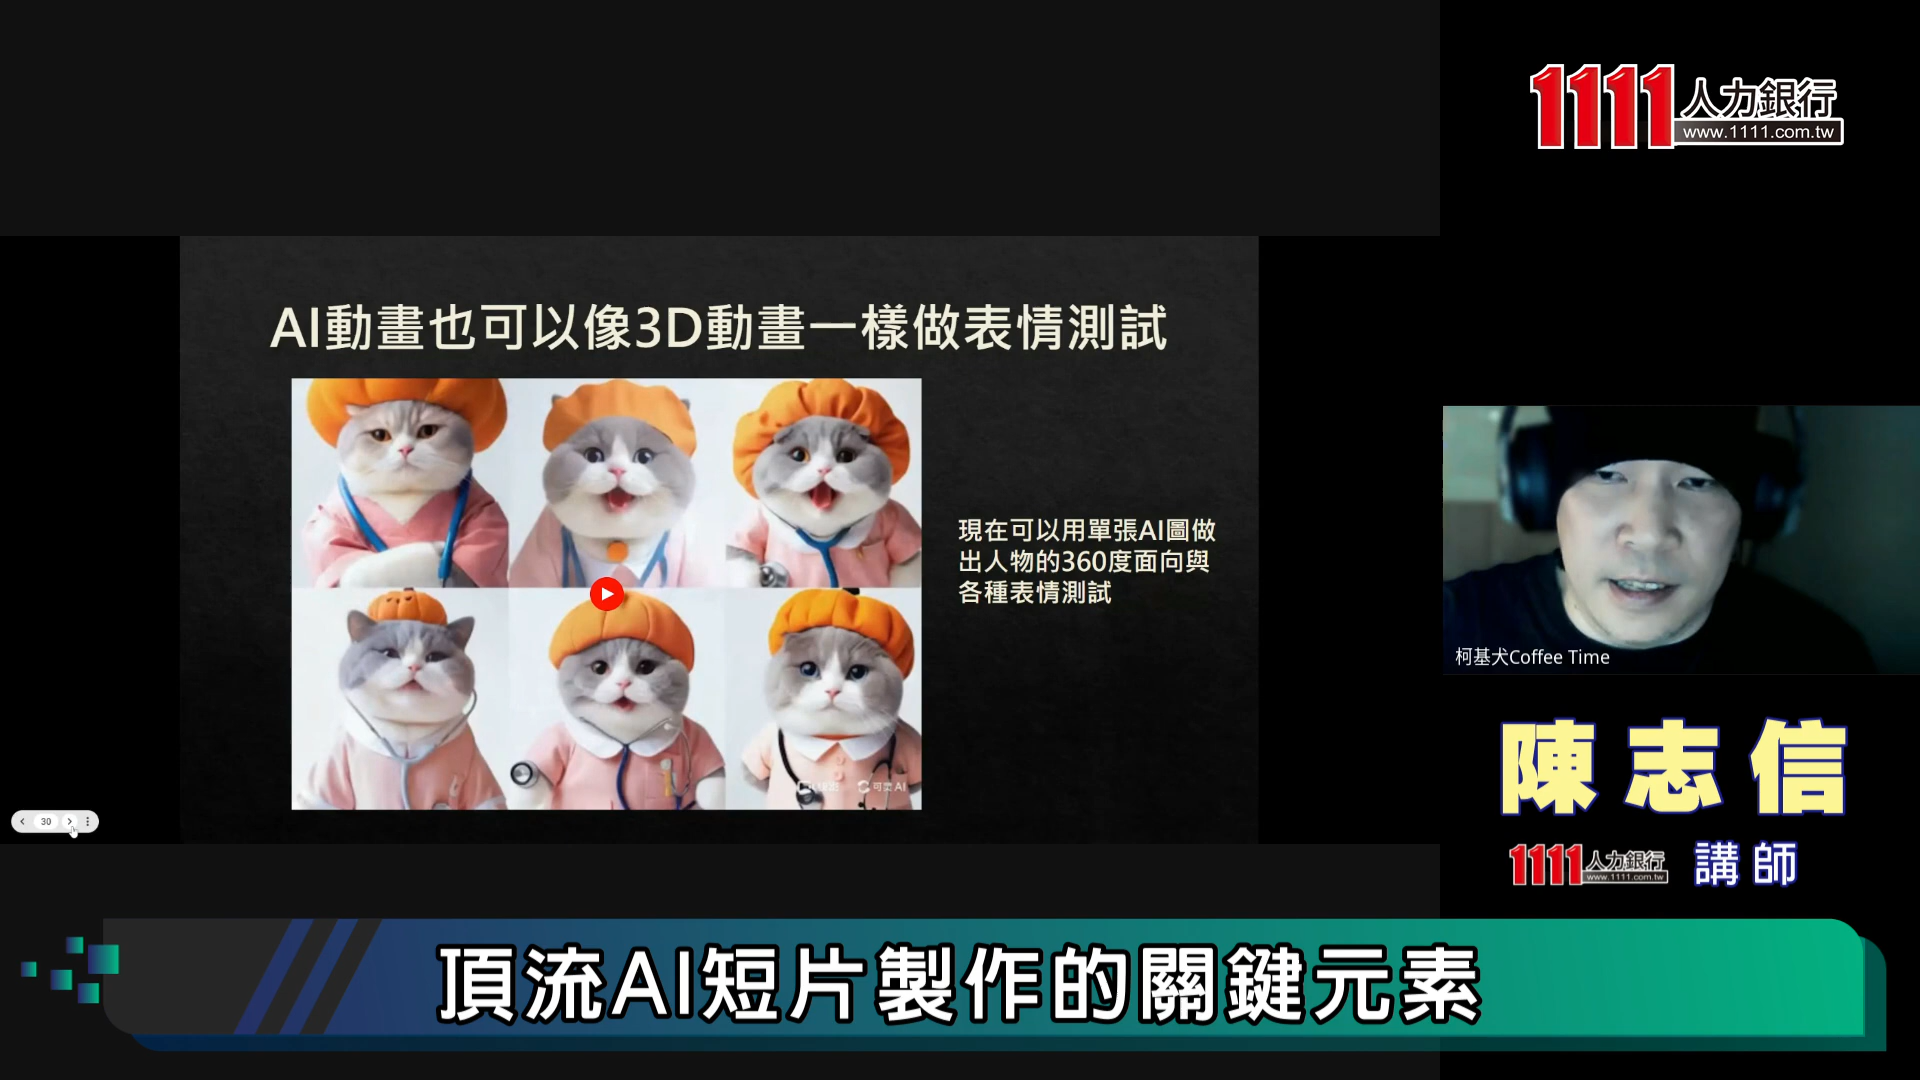 1111人力銀行
www.1111.com.tw
AI動畫也可以像3D動畫一樣做表情測試
現在可以用單張AI圖做
出人物的360度面向與
各種表情測試
可灵AI
柯基犬Coffee Time
30
陳志信
1111人力銀行
www.1111.com.tw
講師
頂流AI短片製作的關鍵元素